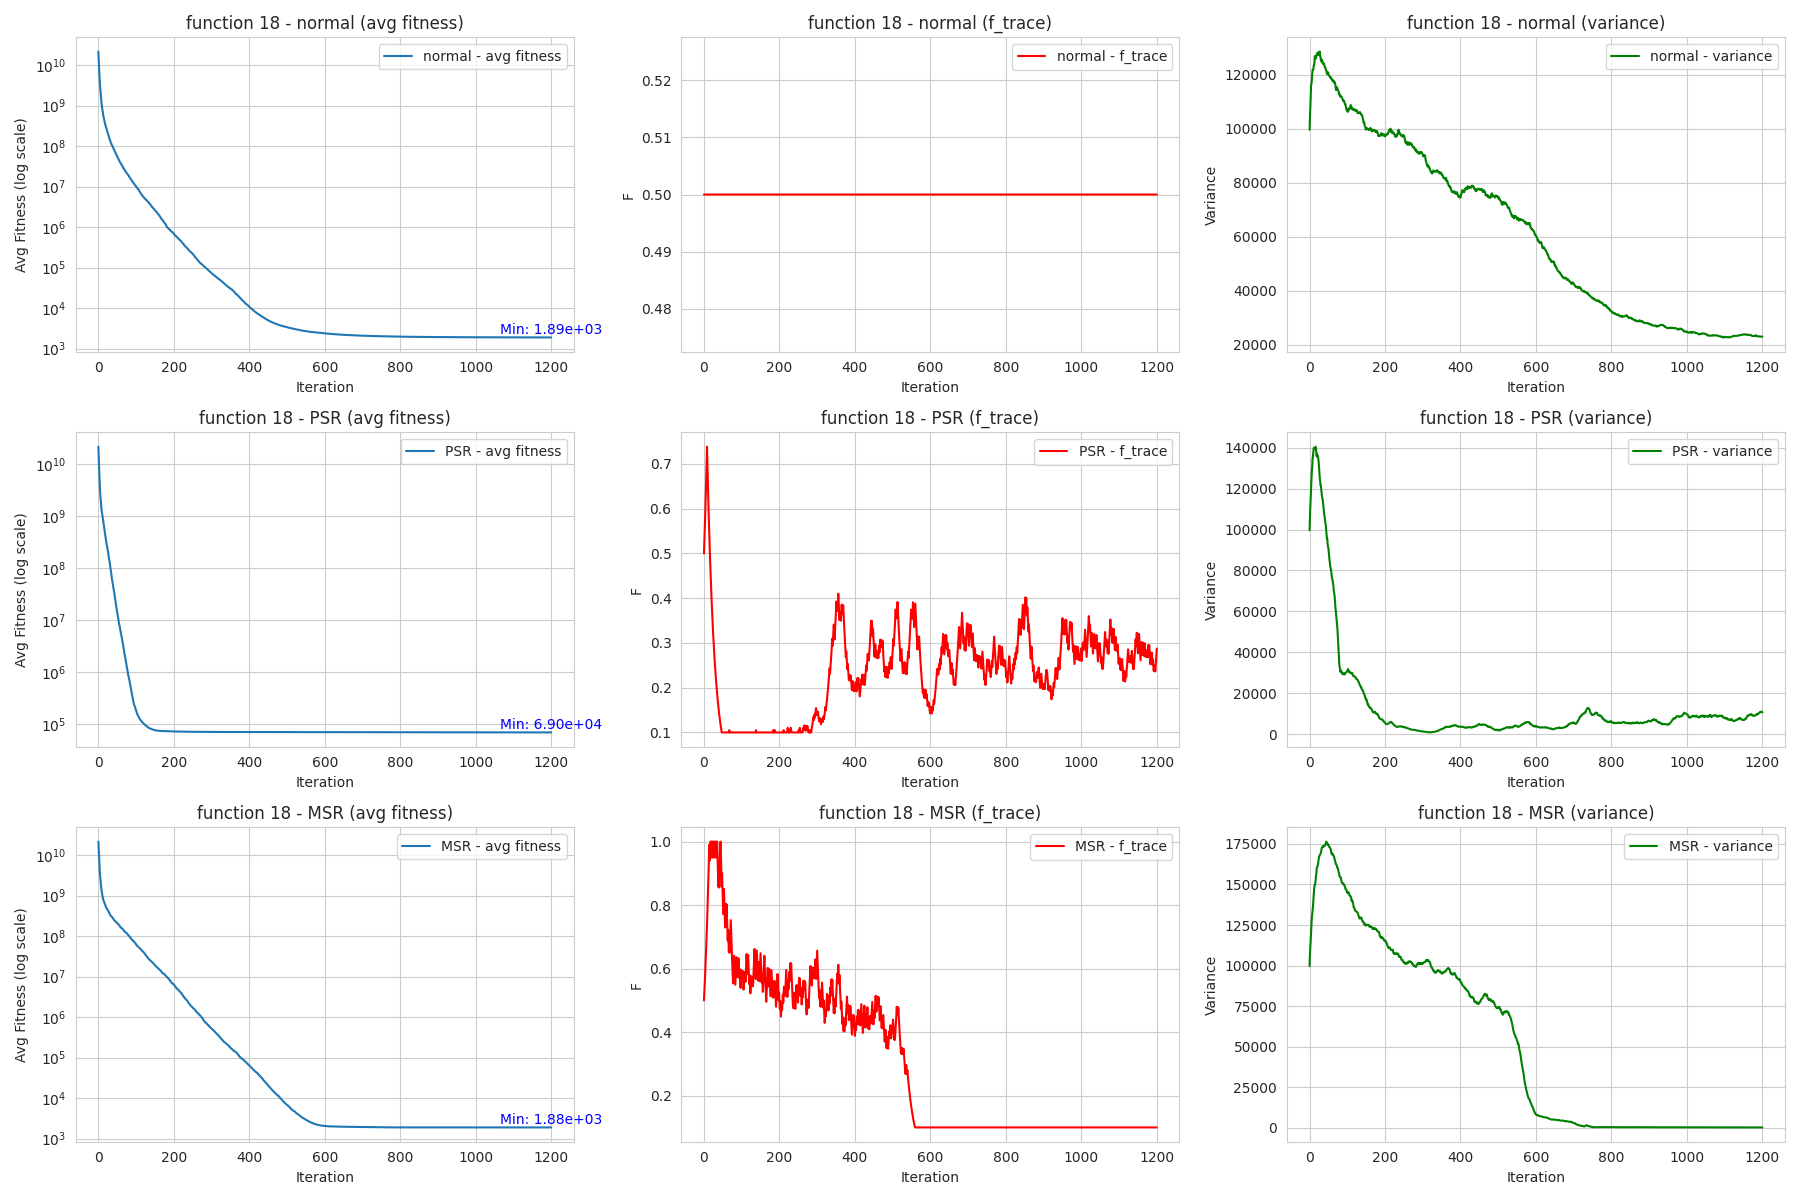 function 18 - normal (avg fitness)
normal - avg fitness
Avg Fitness (log scale)
10^10
10^9
10^8
10^7
10^6
10^5
10^4
10^3
Min: 1.89e+03
0 200 400 600 800 1000 1200
Iteration
function 18 - normal (f_trace)
normal - f_trace
F
0.52
0.51
0.50
0.49
0.48
0 200 400 600 800 1000 1200
Iteration
function 18 - normal (variance)
normal - variance
Variance
120000
100000
80000
60000
40000
20000
0 200 400 600 800 1000 1200
Iteration
function 18 - PSR (avg fitness)
PSR - avg fitness
Avg Fitness (log scale)
10^10
10^9
10^8
10^7
10^6
10^5
Min: 6.90e+04
0 200 400 600 800 1000 1200
Iteration
function 18 - PSR (f_trace)
PSR - f_trace
F
0.7
0.6
0.5
0.4
0.3
0.2
0.1
0 200 400 600 800 1000 1200
Iteration
function 18 - PSR (variance)
PSR - variance
Variance
140000
120000
100000
80000
60000
40000
20000
0
0 200 400 600 800 1000 1200
Iteration
function 18 - MSR (avg fitness)
MSR - avg fitness
Avg Fitness (log scale)
10^10
10^9
10^8
10^7
10^6
10^5
10^4
10^3
Min: 1.88e+03
0 200 400 600 800 1000 1200
Iteration
function 18 - MSR (f_trace)
MSR - f_trace
F
1.0
0.8
0.6
0.4
0.2
0 200 400 600 800 1000 1200
Iteration
function 18 - MSR (variance)
MSR - variance
Variance
175000
150000
125000
100000
75000
50000
25000
0
0 200 400 600 800 1000 1200
Iteration